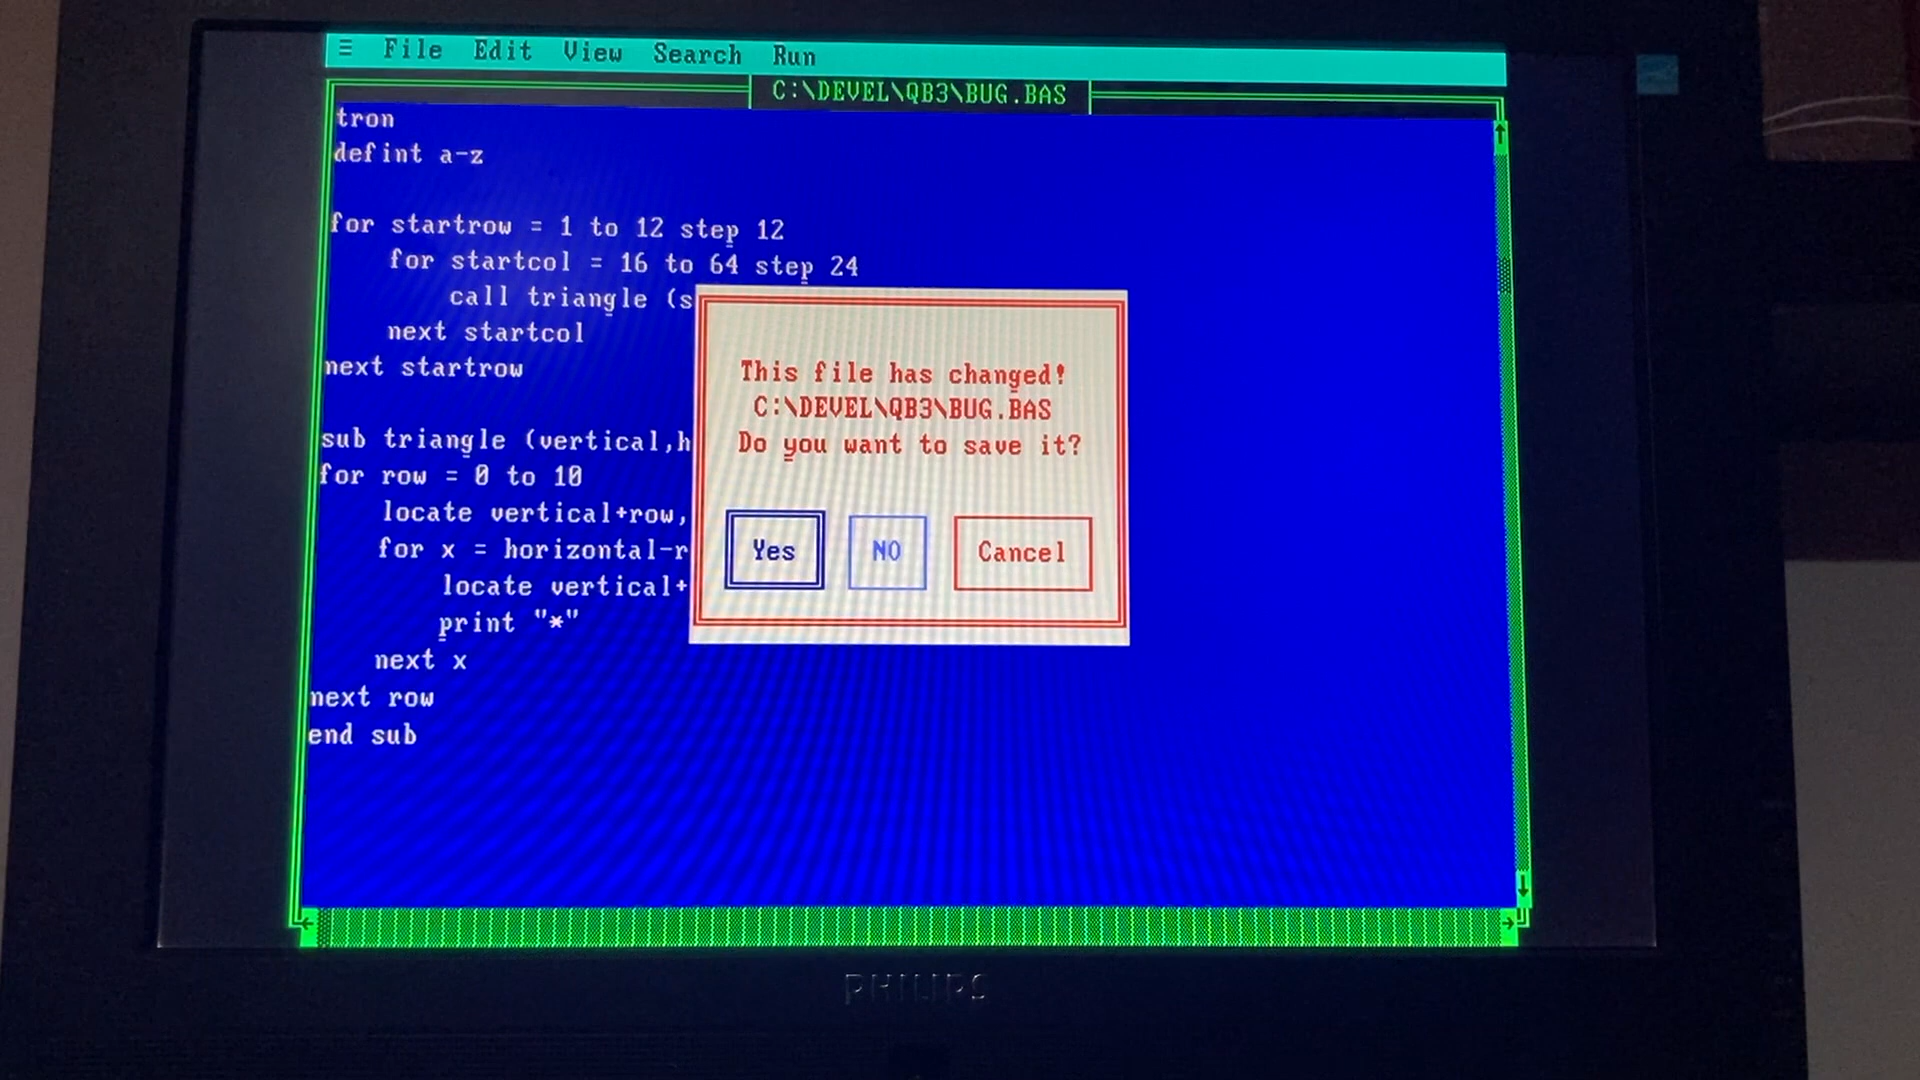 ≡ File Edit View Search Run
C:\DEVEL\QB3\BUG.BAS
tron
defint a-z
for startrow = 1 to 12 step 12
for startcol = 16 to 64 step 24
call triangle (s
next startcol
next startrow
sub triangle (vertical,h
for row = 0 to 10
locate vertical+row,
for x = horizontal-r
locate vertical+
print "*"
next x
next row
end sub
This file has changed!
C:\DEVEL\QB3\BUG.BAS
Do you want to save it?
Yes NO Cancel
PHILIPS